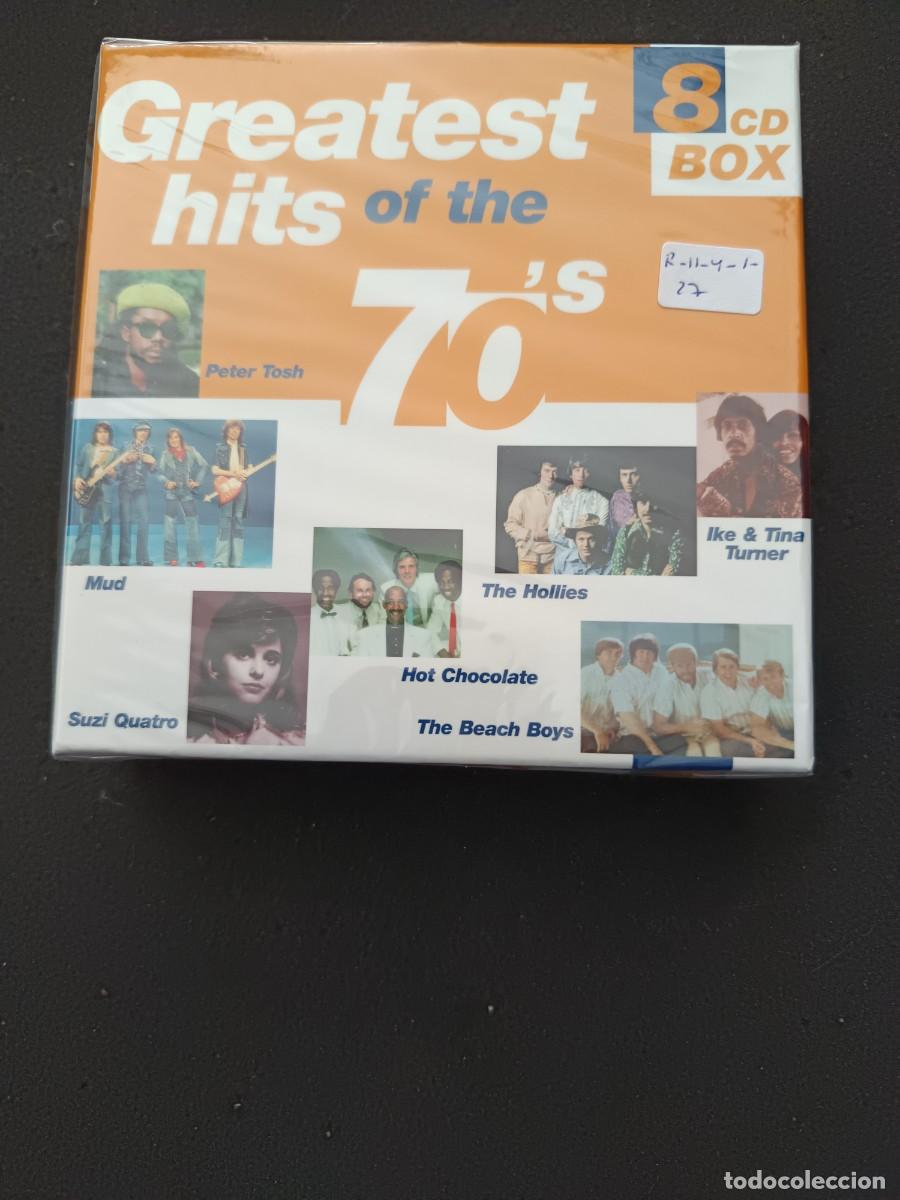 Greatest
hits of the
70's
8 CD
BOX
R-11-4-1-
27
Peter Tosh
Mud
Suzi Quatro
Hot Chocolate
The Hollies
Ike & Tina
Turner
The Beach Boys
todocoleccion